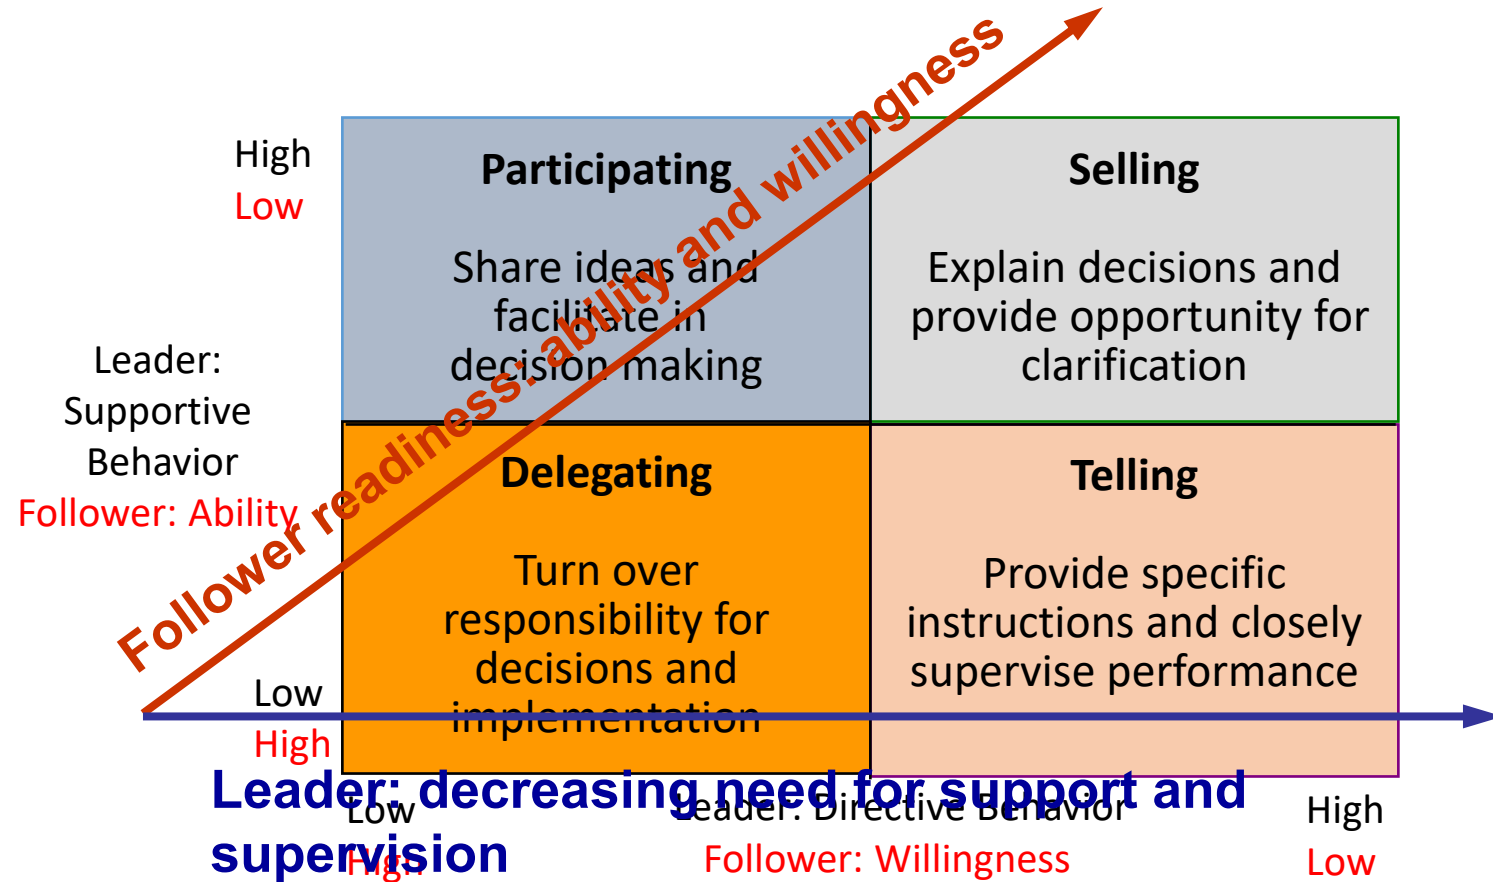 Follower readiness: ability and willingness
High
Low
Participating
Share ideas and
facilitate in
decision making
Selling
Explain decisions and
provide opportunity for
clarification
Leader:
Supportive
Behavior
Follower: Ability
Delegating
Turn over
responsibility for
decisions and
implementation
Telling
Provide specific
instructions and closely
supervise performance
Low
High
Leader: decreasing need for support and
supervision
Low
High
Leader: Directive Behavior
Follower: Willingness
High
Low